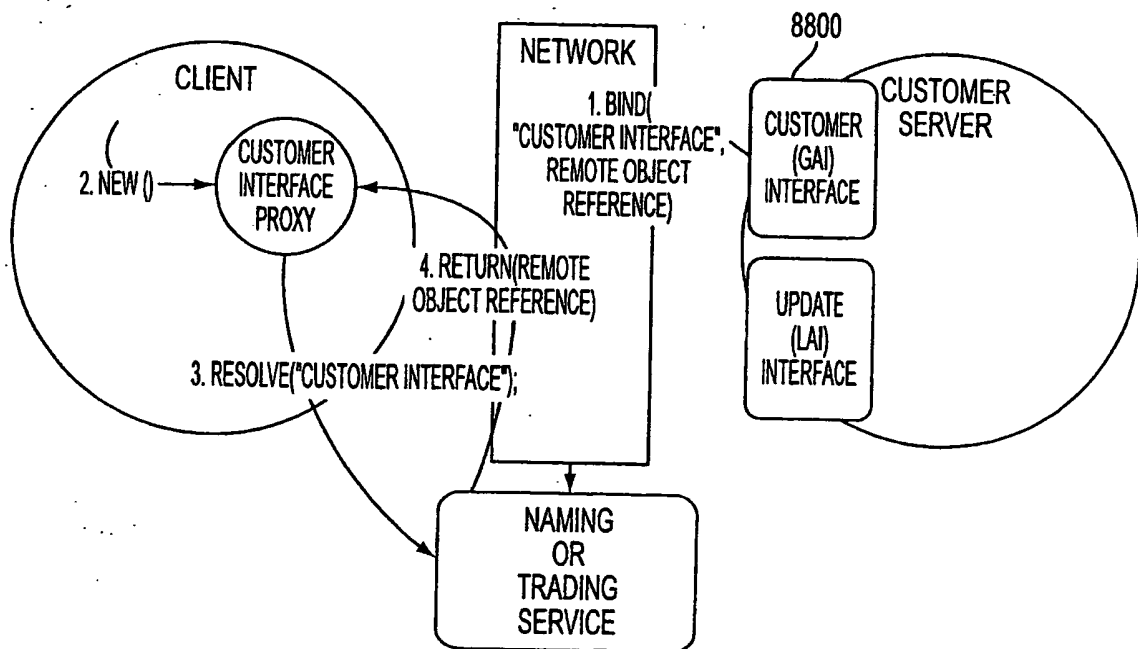 8800
CLIENT
NETWORK
CUSTOMER
SERVER
1. BIND(
"CUSTOMER INTERFACE",
REMOTE OBJECT
REFERENCE)
CUSTOMER
(GAI)
INTERFACE
2. NEW ()
CUSTOMER
INTERFACE
PROXY
4. RETURN(REMOTE
OBJECT REFERENCE)
UPDATE
(LAI)
INTERFACE
3. RESOLVE("CUSTOMER INTERFACE");
NAMING
OR
TRADING
SERVICE